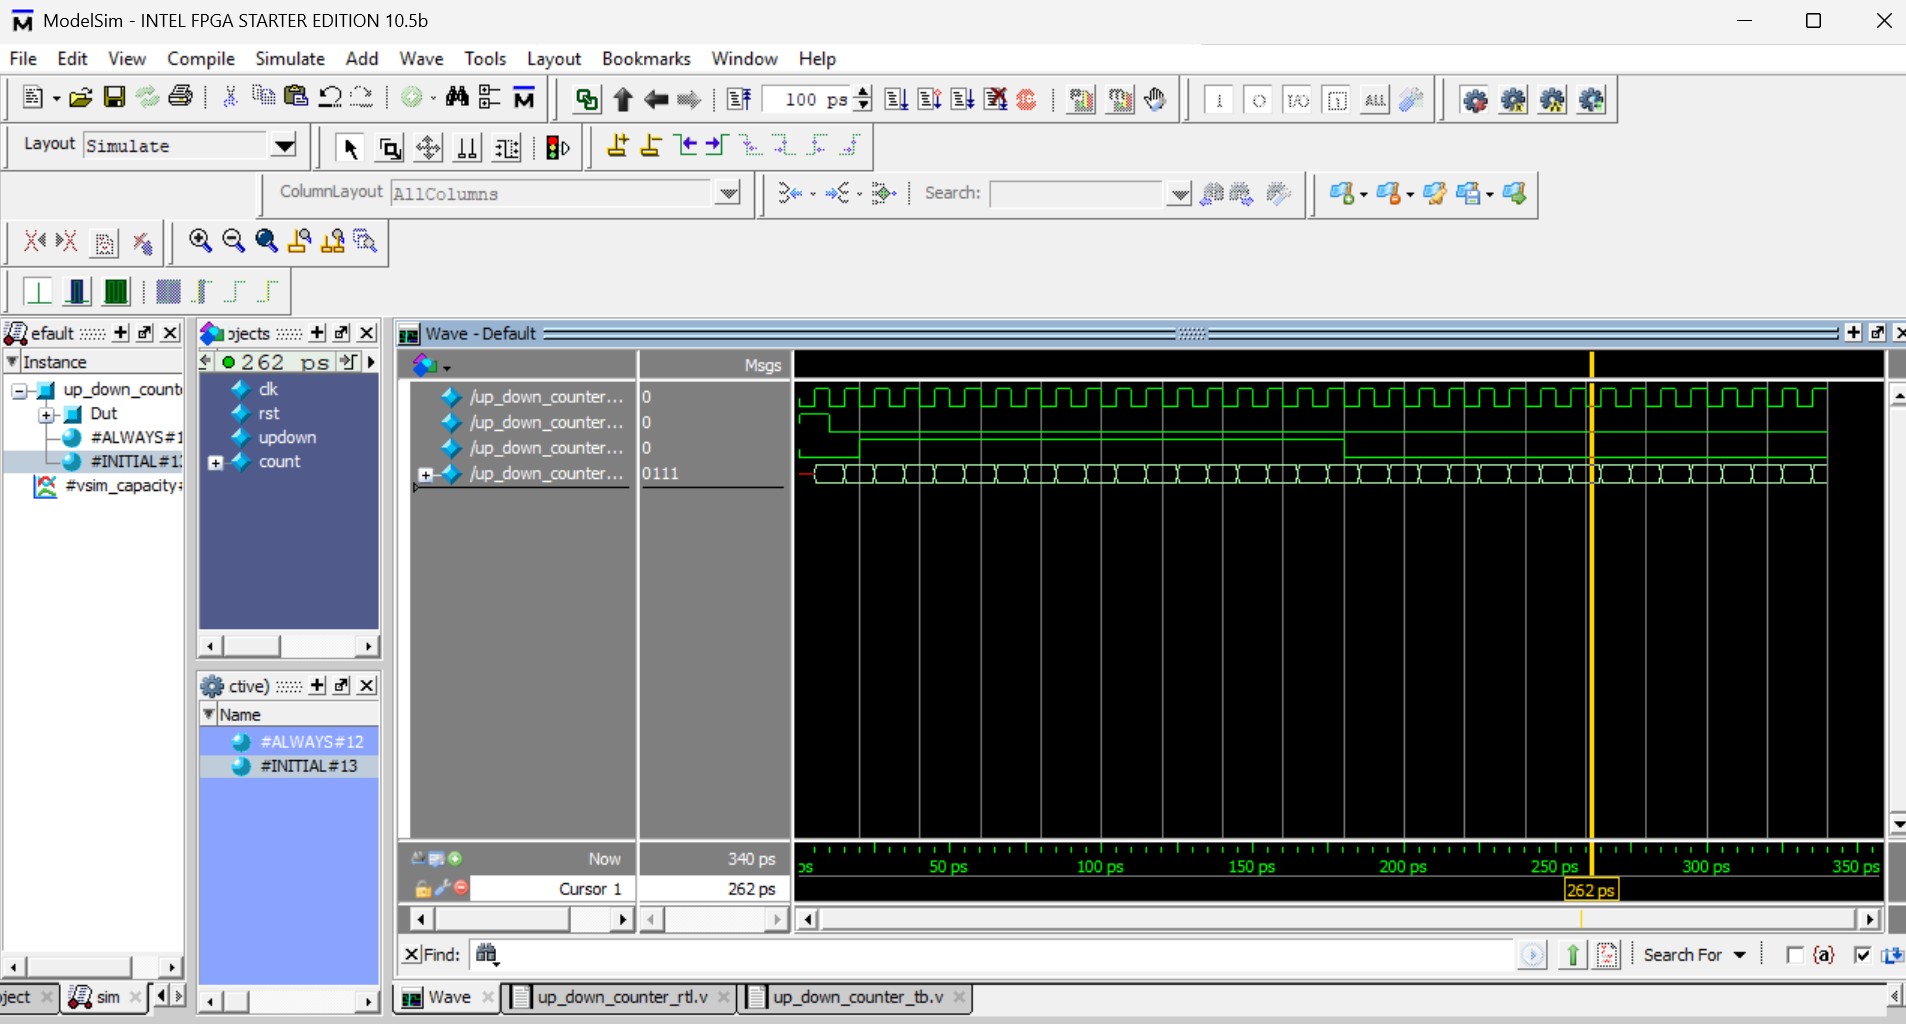 ModelSim - INTEL FPGA STARTER EDITION 10.5b
File Edit View Compile Simulate Add Wave Tools Layout Bookmarks Window Help
100 ps
ALL
Layout Simulate
ColumnLayout AllColumns
Search:
efault
Instance
up_down_count
Dut
#ALWAYS#1
#INITIAL#1
#vsim_capacity#
ject
sim
bjects
262 ps
clk
rst
updown
count
ctive)
Name
#ALWAYS#12
#INITIAL#13
Wave - Default
Msgs
/up_down_counter... 0
/up_down_counter... 0
/up_down_counter... 0
/up_down_counter... 0111
Now 340 ps
ps 50 ps 100 ps 150 ps 200 ps 250 ps 300 ps 350 ps
Cursor 1 262 ps
262 ps
Find:
Search For
{a}
Wave
up_down_counter_rtl.v
up_down_counter_tb.v